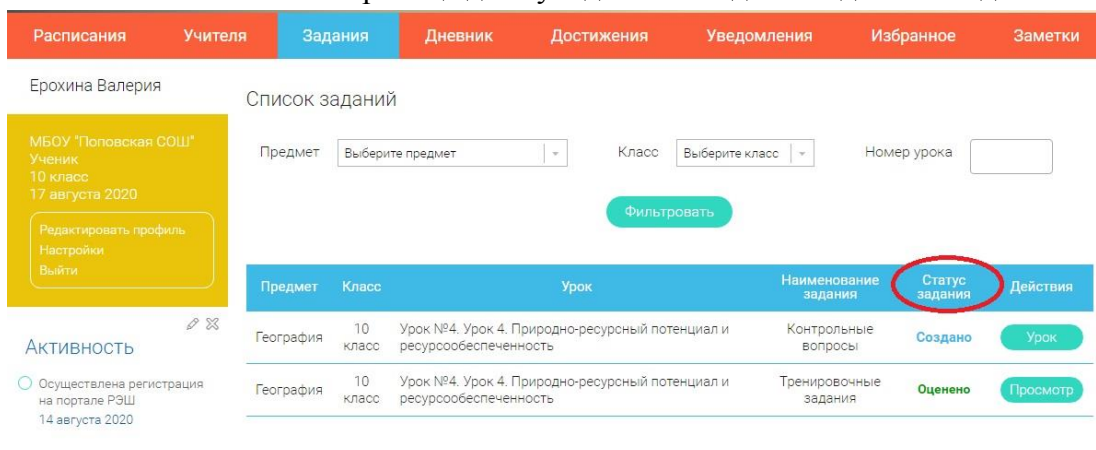 Расписания Учителя Задания Дневник Достижения Уведомления Избранное Заметки
Ерохина Валерия
Список заданий
МБОУ "Поповская СОШ"
Ученик
10 класс
17 августа 2020
Редактировать профиль
Настройки
Выйти
Предмет Выберите предмет Класс Выберите класс Номер урока
Фильтровать
Предмет Класс Урок Наименование задания Статус задания Действия
География 10 класс Урок №4. Урок 4. Природно-ресурсный потенциал и ресурсообеспеченность Контрольные вопросы Создано Урок
География 10 класс Урок №4. Урок 4. Природно-ресурсный потенциал и ресурсообеспеченность Тренировочные задания Оценено Просмотр
Активность
Осуществлена регистрация
на портале РЭШ
14 августа 2020